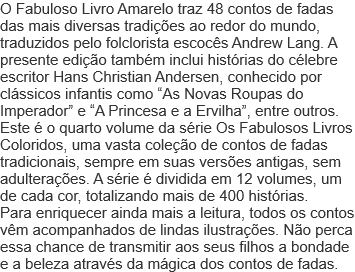 O Fabuloso Livro Amarelo traz 48 contos de fadas
das mais diversas tradições ao redor do mundo,
traduzidos pelo folclorista escocês Andrew Lang. A
presente edição também inclui histórias do célebre
escritor Hans Christian Andersen, conhecido por
clássicos infantis como “As Novas Roupas do
Imperador” e “A Princesa e a Ervilha”, entre outros.
Este é o quarto volume da série Os Fabulosos Livros
Coloridos, uma vasta coleção de contos de fadas
tradicionais, sempre em suas versões antigas, sem
adulterações. A série é dividida em 12 volumes, um
de cada cor, totalizando mais de 400 histórias.
Para enriquecer ainda mais a leitura, todos os contos
vêm acompanhados de lindas ilustrações. Não perca
essa chance de transmitir aos seus filhos a bondade
e a beleza através da mágica dos contos de fadas.